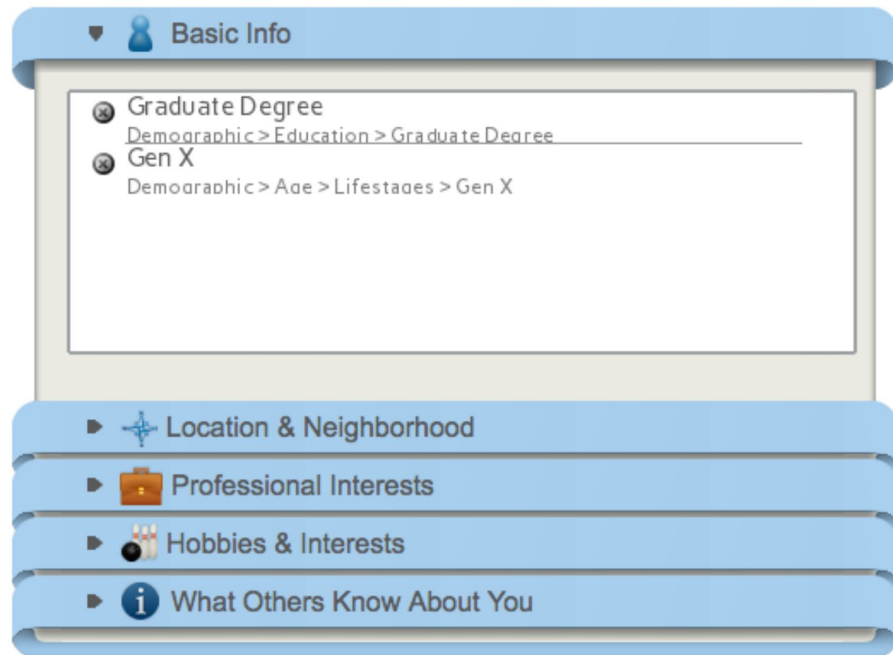 Basic Info
Graduate Degree
Demographic > Education > Graduate Degree
Gen X
Demographic > Age > Lifestages > Gen X
Location & Neighborhood
Professional Interests
Hobbies & Interests
What Others Know About You